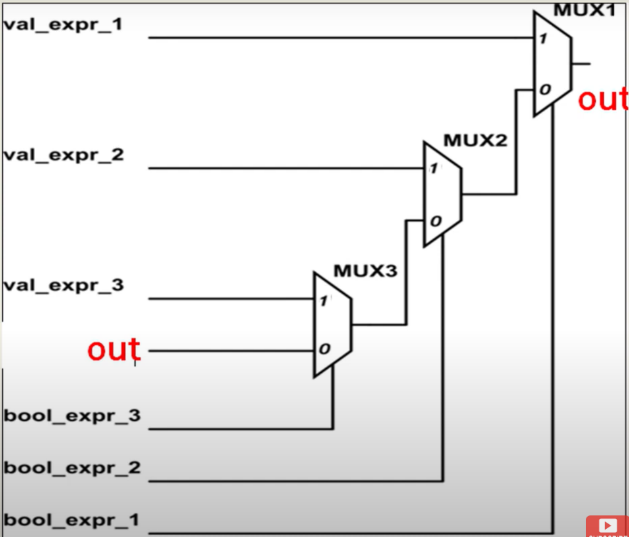 MUX1
val_expr_1
1
0
out
MUX2
val_expr_2
1
0
MUX3
val_expr_3
1
0
out
bool_expr_3
bool_expr_2
bool_expr_1